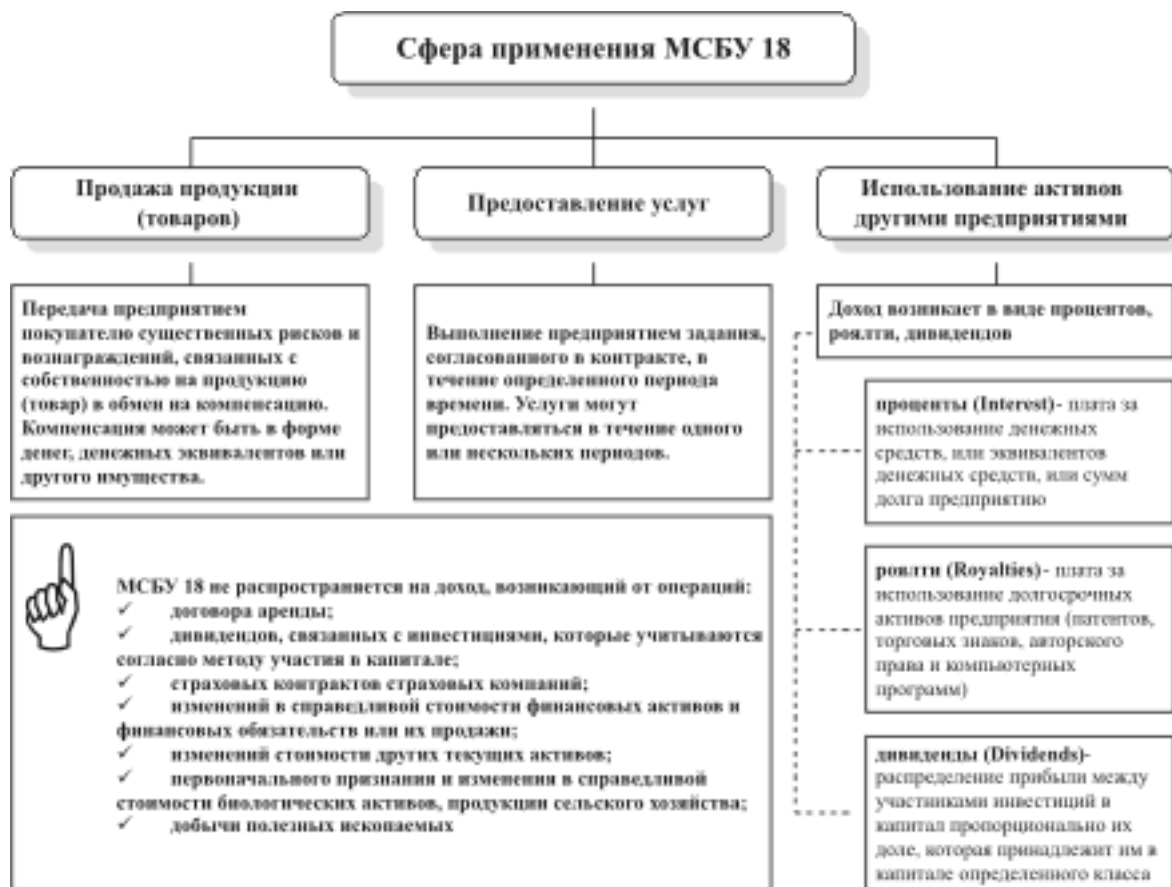 Сфера применения МСБУ 18
Продажа продукции
(товаров)
Предоставление услуг
Использование активов
другими предприятиями
Передача предприятием
покупателю существенных рисков и
вознаграждений, связанных с
собственностью на продукцию
(товар) в обмен на компенсацию.
Компенсация может быть в форме
денег, денежных эквивалентов или
другого имущества.
Выполнение предприятием задания,
согласованного в контракте, в
течение определенного периода
времени. Услуги могут
предоставляться в течение одного
или нескольких периодов.
Доход возникает в виде процентов,
роялти, дивидендов
проценты (Interest)- плата за
использование денежных
средств, или эквивалентов
денежных средств, или сумм
долга предприятию
роялти (Royalties)- плата за
использование долгосрочных
активов предприятия (патентов,
торговых знаков, авторского
права и компьютерных
программ)
дивиденды (Dividends)-
распределение прибыли между
участниками инвестиций в
капитал пропорционально их
доле, которая принадлежит им в
капитале определенного класса
МСБУ 18 не распространяется на доход, возникающий от операций:
✓ договора аренды;
✓ дивидендов, связанных с инвестициями, которые учитываются
согласно методу участия в капитале;
✓ страховых контрактов страховых компаний;
✓ изменений в справедливой стоимости финансовых активов и
финансовых обязательств или их продажи;
✓ изменений стоимости других текущих активов;
✓ первоначального признания и изменения в справедливой
стоимости биологических активов, продукции сельского хозяйства;
✓ добычи полезных ископаемых